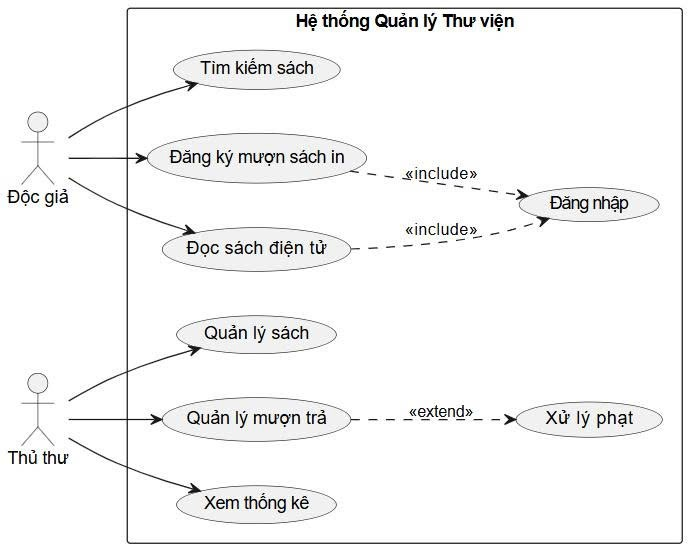 Hệ thống Quản lý Thư viện
Tìm kiếm sách
Đăng ký mượn sách in
«include»
Đăng nhập
Độc giả
Đọc sách điện tử
«include»
Quản lý sách
Quản lý mượn trả
«extend»
Xử lý phạt
Thủ thư
Xem thống kê